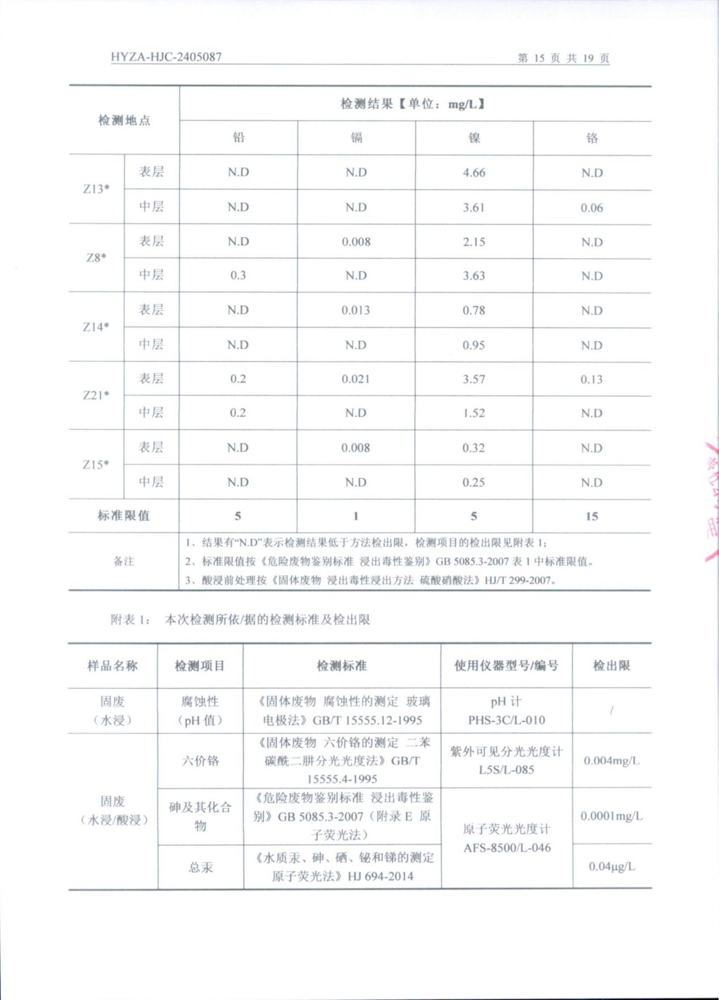 HYZA-HJC-2405087 第 15 页 共 19 页
检测地点 检测结果【单位：mg/L】
铅 镉 镍 铬
Z13* 表层 N.D N.D 4.66 N.D
中层 N.D N.D 3.61 0.06
Z8* 表层 N.D 0.008 2.15 N.D
中层 0.3 N.D 3.63 N.D
Z14* 表层 N.D 0.013 0.78 N.D
中层 N.D N.D 0.95 N.D
Z21* 表层 0.2 0.021 3.57 0.13
中层 0.2 N.D 1.52 N.D
Z15* 表层 N.D 0.008 0.32 N.D
中层 N.D N.D 0.25 N.D
标准限值 5 1 5 15
备注
1、结果有“N.D”表示检测结果低于方法检出限，检测项目的检出限见附表 1；
2、标准限值按《危险废物鉴别标准 浸出毒性鉴别》GB 5085.3-2007 表 1 中标准限值。
3、酸浸前处理按《固体废物 浸出毒性浸出方法 硫酸硝酸法》HJ/T 299-2007。
附表 1： 本次检测所依/据的检测标准及检出限
样品名称 检测项目 检测标准 使用仪器型号/编号 检出限
固废
（水浸）
腐蚀性
（pH 值）
《固体废物 腐蚀性的测定 玻璃
电极法》GB/T 15555.12-1995
pH 计
PHS-3C/L-010
/
固废
（水浸/酸浸）
六价铬
《固体废物 六价铬的测定 二苯
碳酰二肼分光光度法》GB/T
15555.4-1995
紫外可见分光光度计
L5S/L-085
0.004mg/L
砷及其化合
物
《危险废物鉴别标准 浸出毒性鉴
别》GB 5085.3-2007（附录 E 原
子荧光法）
原子荧光光度计
AFS-8500/L-046
0.0001mg/L
总汞
《水质汞、砷、硒、铋和锑的测定
原子荧光法》HJ 694-2014
0.04μg/L